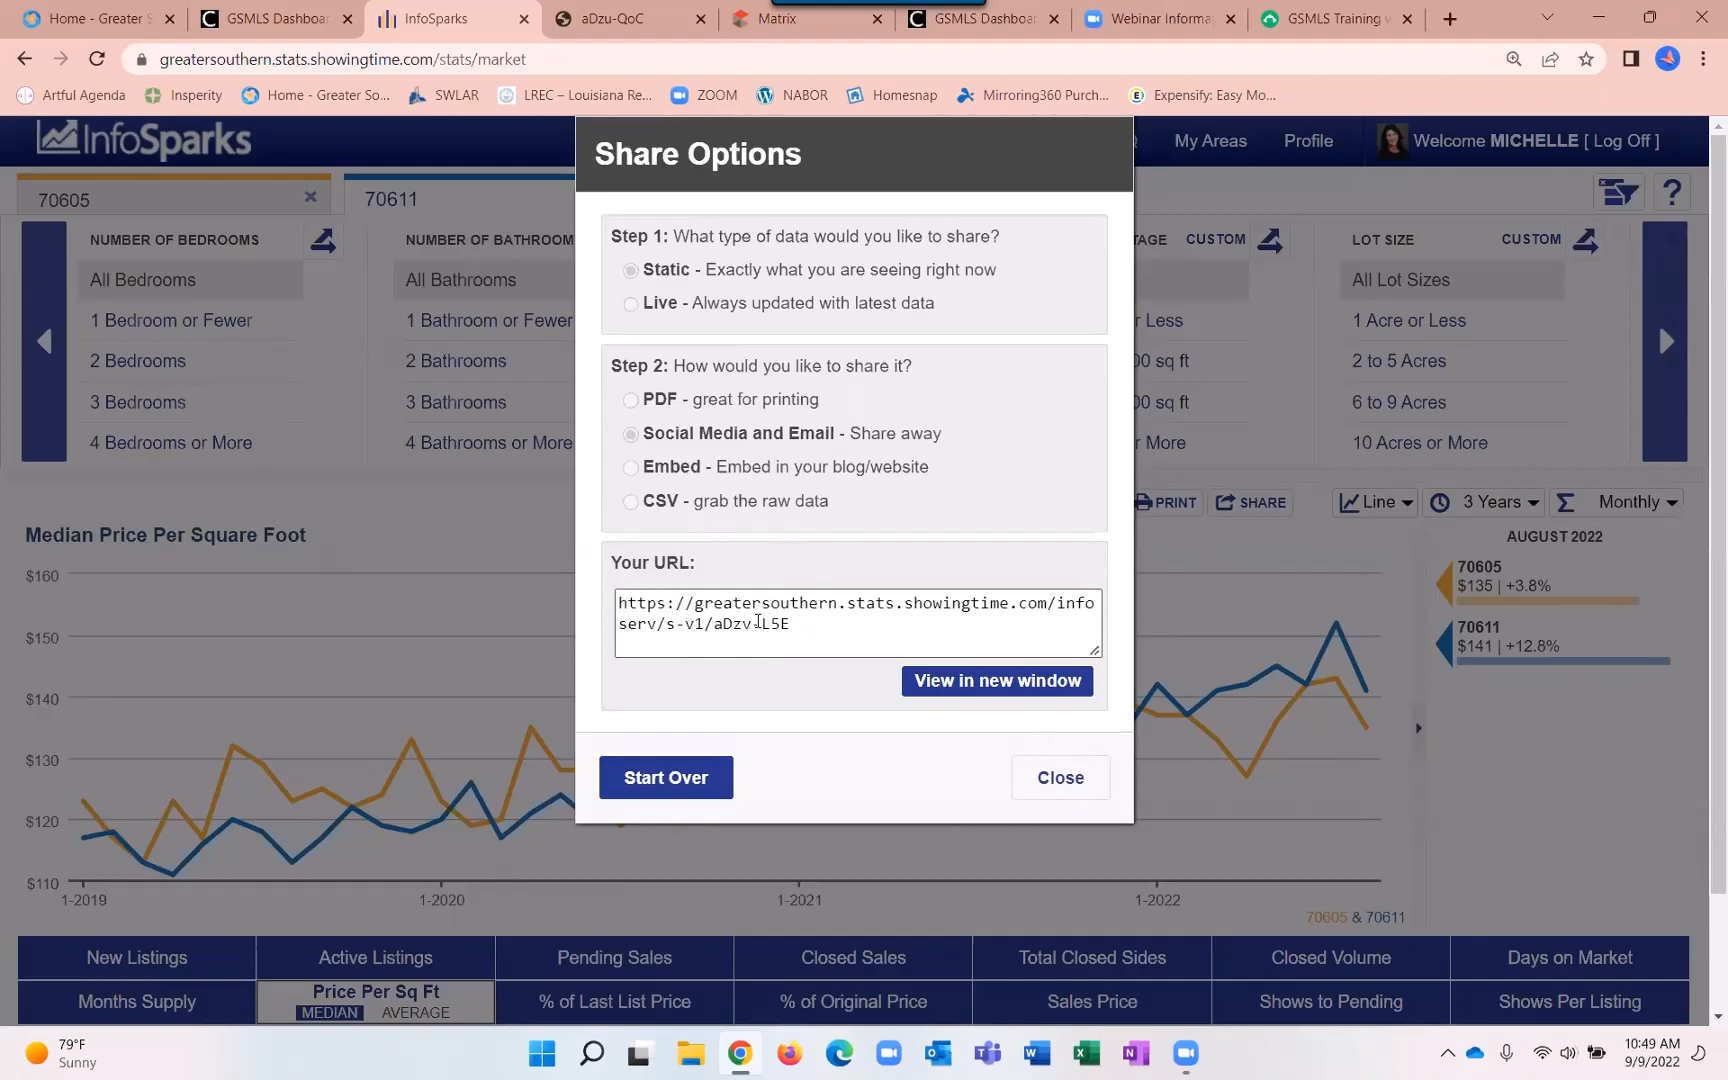 Home - Greater S
GSMLS Dashboa
InfoSparks
aDzu-QoC
Matrix
GSMLS Dashboa
Webinar Informa
GSMLS Training
greatersouthern.stats.showingtime.com/stats/market
Artful Agenda
Insperity
Home - Greater So...
SWLAR
LREC – Louisiana Re...
ZOOM
NABOR
Homesnap
Mirroring360 Purch...
Expensify: Easy Mo...
InfoSparks
My Areas
Profile
Welcome MICHELLE [ Log Off ]
70605
70611
NUMBER OF BEDROOMS
All Bedrooms
1 Bedroom or Fewer
2 Bedrooms
3 Bedrooms
4 Bedrooms or More
NUMBER OF BATHROOM
All Bathrooms
1 Bathroom or Fewer
2 Bathrooms
3 Bathrooms
4 Bathrooms or More
TAGE
CUSTOM
or Less
00 sq ft
00 sq ft
or More
LOT SIZE
CUSTOM
All Lot Sizes
1 Acre or Less
2 to 5 Acres
6 to 9 Acres
10 Acres or More
Share Options
Step 1: What type of data would you like to share?
Static - Exactly what you are seeing right now
Live - Always updated with latest data
Step 2: How would you like to share it?
PDF - great for printing
Social Media and Email - Share away
Embed - Embed in your blog/website
CSV - grab the raw data
Your URL:
https://greatersouthern.stats.showingtime.com/info
serv/s-v1/aDzv-L5E
View in new window
Start Over
Close
PRINT
SHARE
Line
3 Years
Monthly
Median Price Per Square Foot
$160
$150
$140
$130
$120
$110
1-2019
1-2020
1-2021
1-2022
70605 & 70611
AUGUST 2022
70605
$135 | +3.8%
70611
$141 | +12.8%
New Listings
Active Listings
Pending Sales
Closed Sales
Total Closed Sides
Closed Volume
Days on Market
Months Supply
Price Per Sq Ft
MEDIAN
AVERAGE
% of Last List Price
% of Original Price
Sales Price
Shows to Pending
Shows Per Listing
79°F
Sunny
10:49 AM
9/9/2022